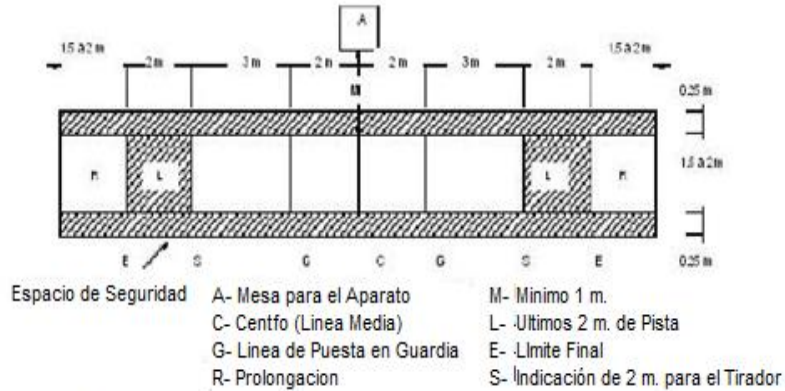 A
1.5 à 2 m 2 m 3 m 2 m 2 m 3 m 2 m 1.5 à 2 m
M
0.25 m
R L L R
1.5 à 2 m
E S G C G S E
0.25 m
Espacio de Seguridad
A- Mesa para el Aparato
C- Centfo (Linea Media)
G- Linea de Puesta en Guardia
R- Prolongacion
M- Minimo 1 m.
L- Ultimos 2 m. de Pista
E- LImite Final
S- Indicación de 2 m. para el Tirador